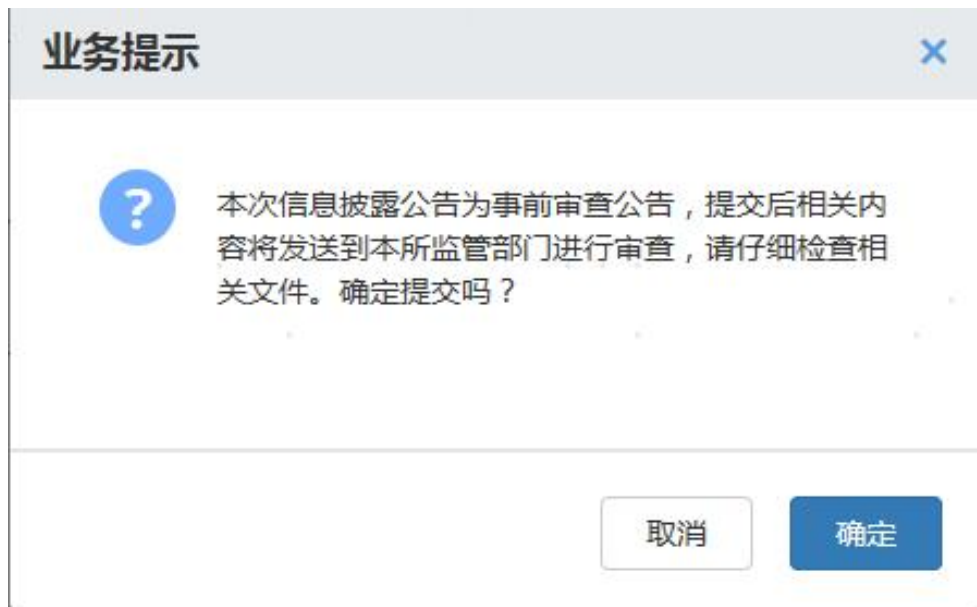 业务提示
×
?
本次信息披露公告为事前审查公告，提交后相关内
容将发送到本所监管部门进行审查，请仔细检查相
关文件。确定提交吗？
取消
确定